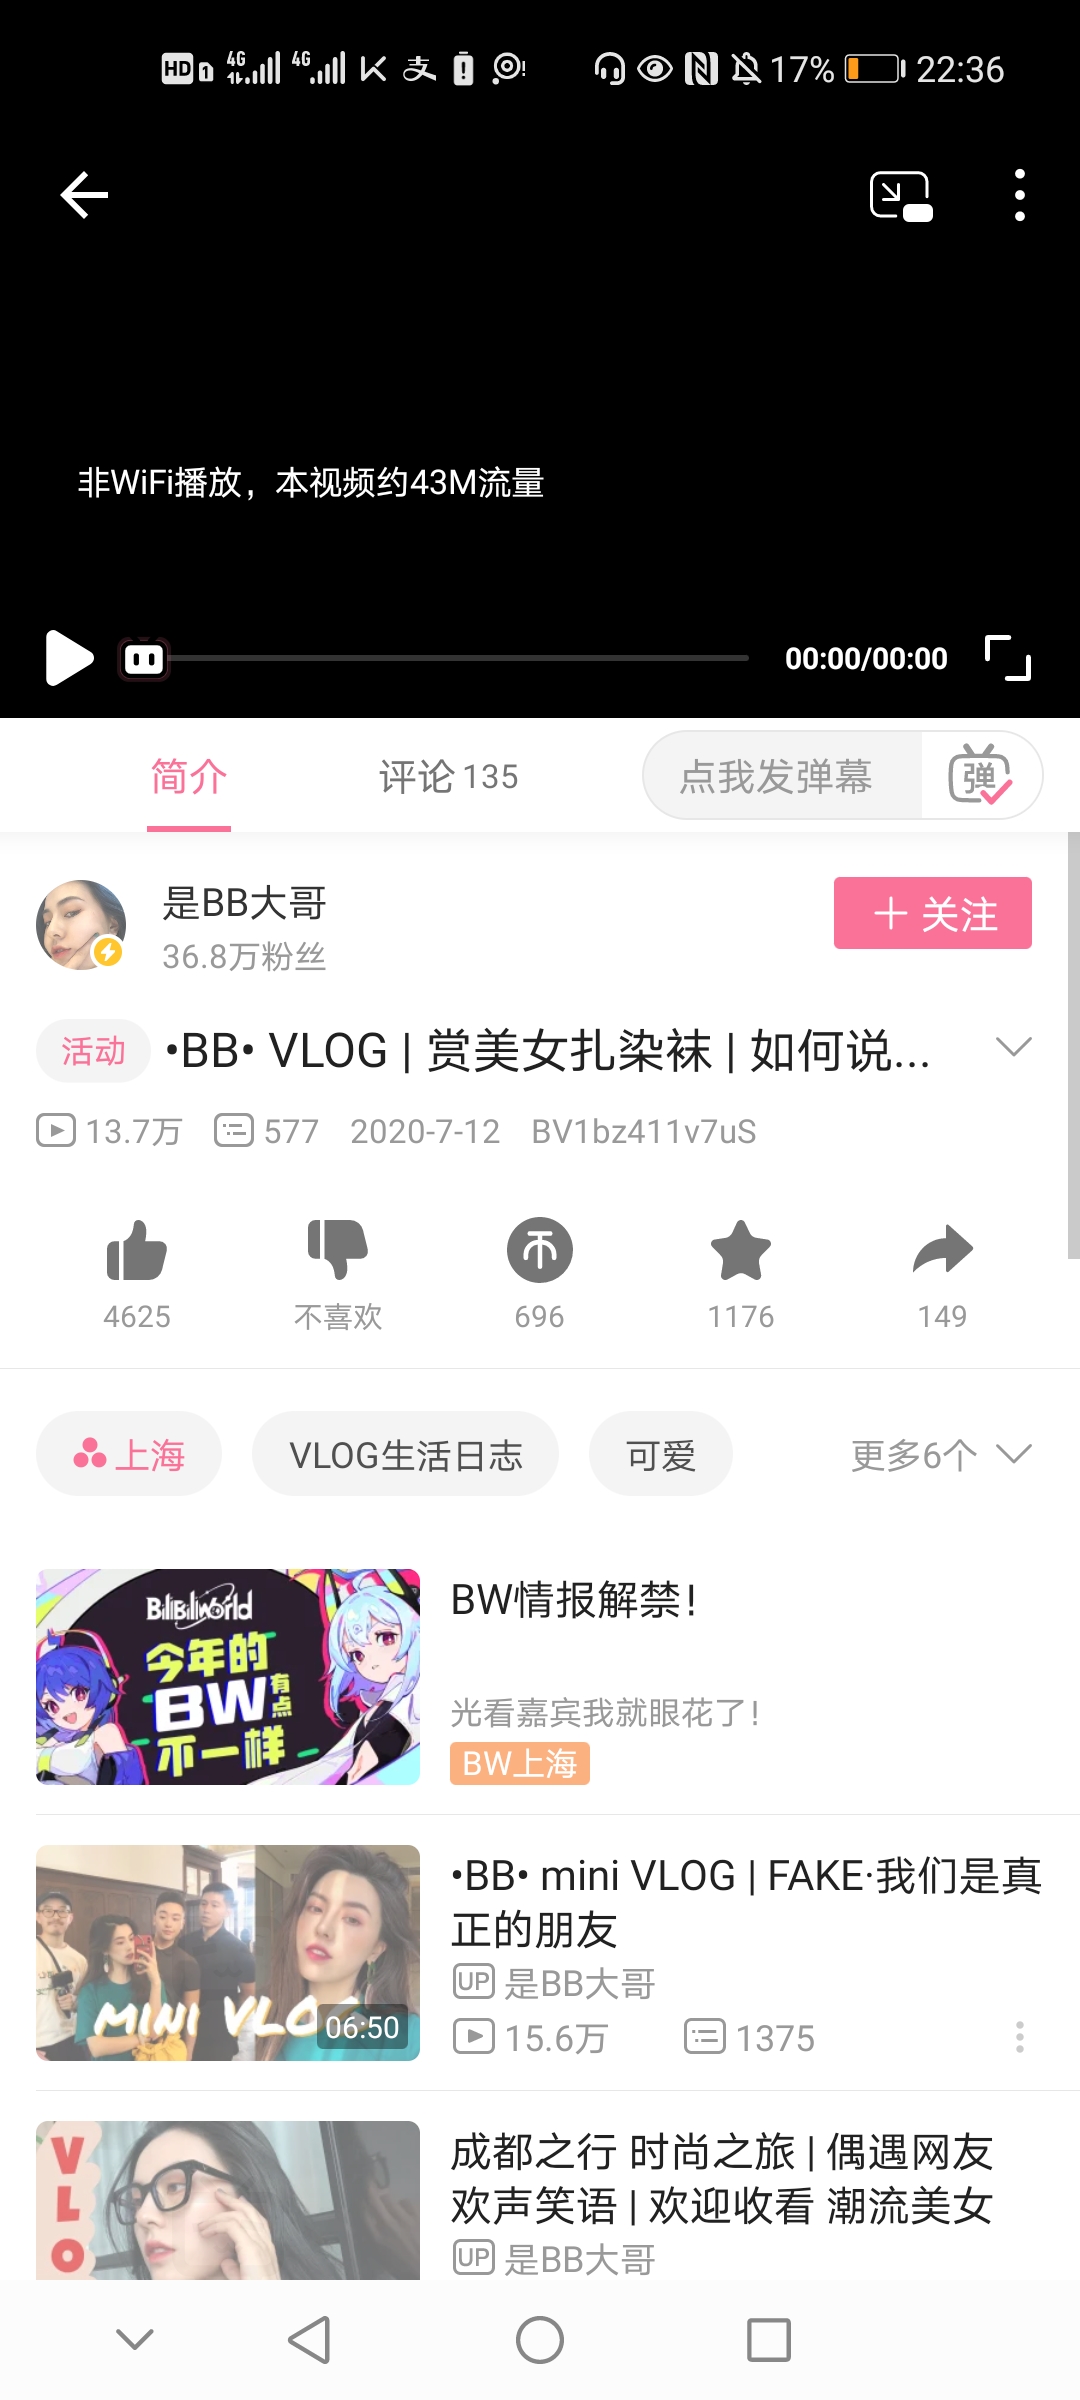 HD 1 4G 4G 支 17% 22:36
非WiFi播放，本视频约43M流量
00:00/00:00
简介 评论 135 点我发弹幕 弹
是BB大哥
36.8万粉丝
关注
活动 •BB• VLOG | 赏美女扎染袜 | 如何说...
13.7万 577 2020-7-12 BV1bz411v7uS
4625 不喜欢 696 1176 149
上海 VLOG生活日志 可爱 更多6个
BilibiliWorld
今年的
BW有点
不一样
BW情报解禁！
光看嘉宾我就眼花了！
BW上海
MINI VLOG
06:50
•BB• mini VLOG | FAKE·我们是真
正的朋友
UP 是BB大哥
15.6万 1375
VLO
成都之行 时尚之旅 | 偶遇网友
欢声笑语 | 欢迎收看 潮流美女
UP 是BB大哥